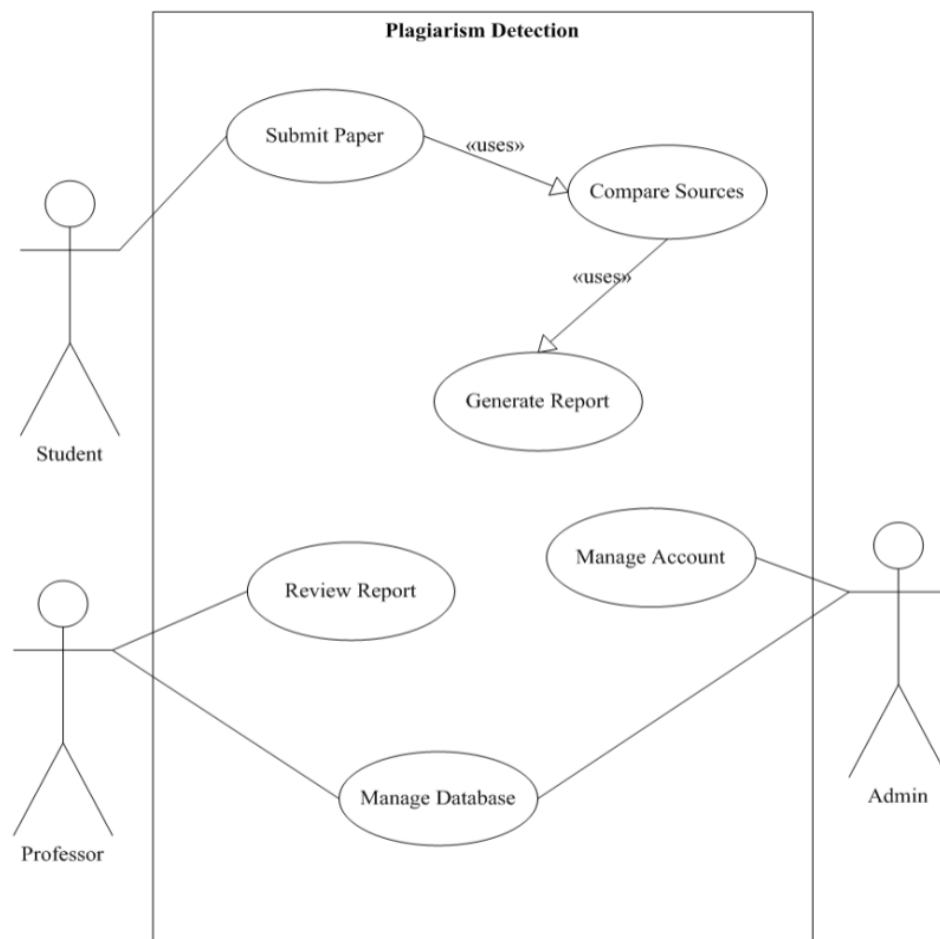 Plagiarism Detection
Submit Paper
«uses»
Compare Sources
«uses»
Generate Report
Student
Manage Account
Review Report
Manage Database
Admin
Professor